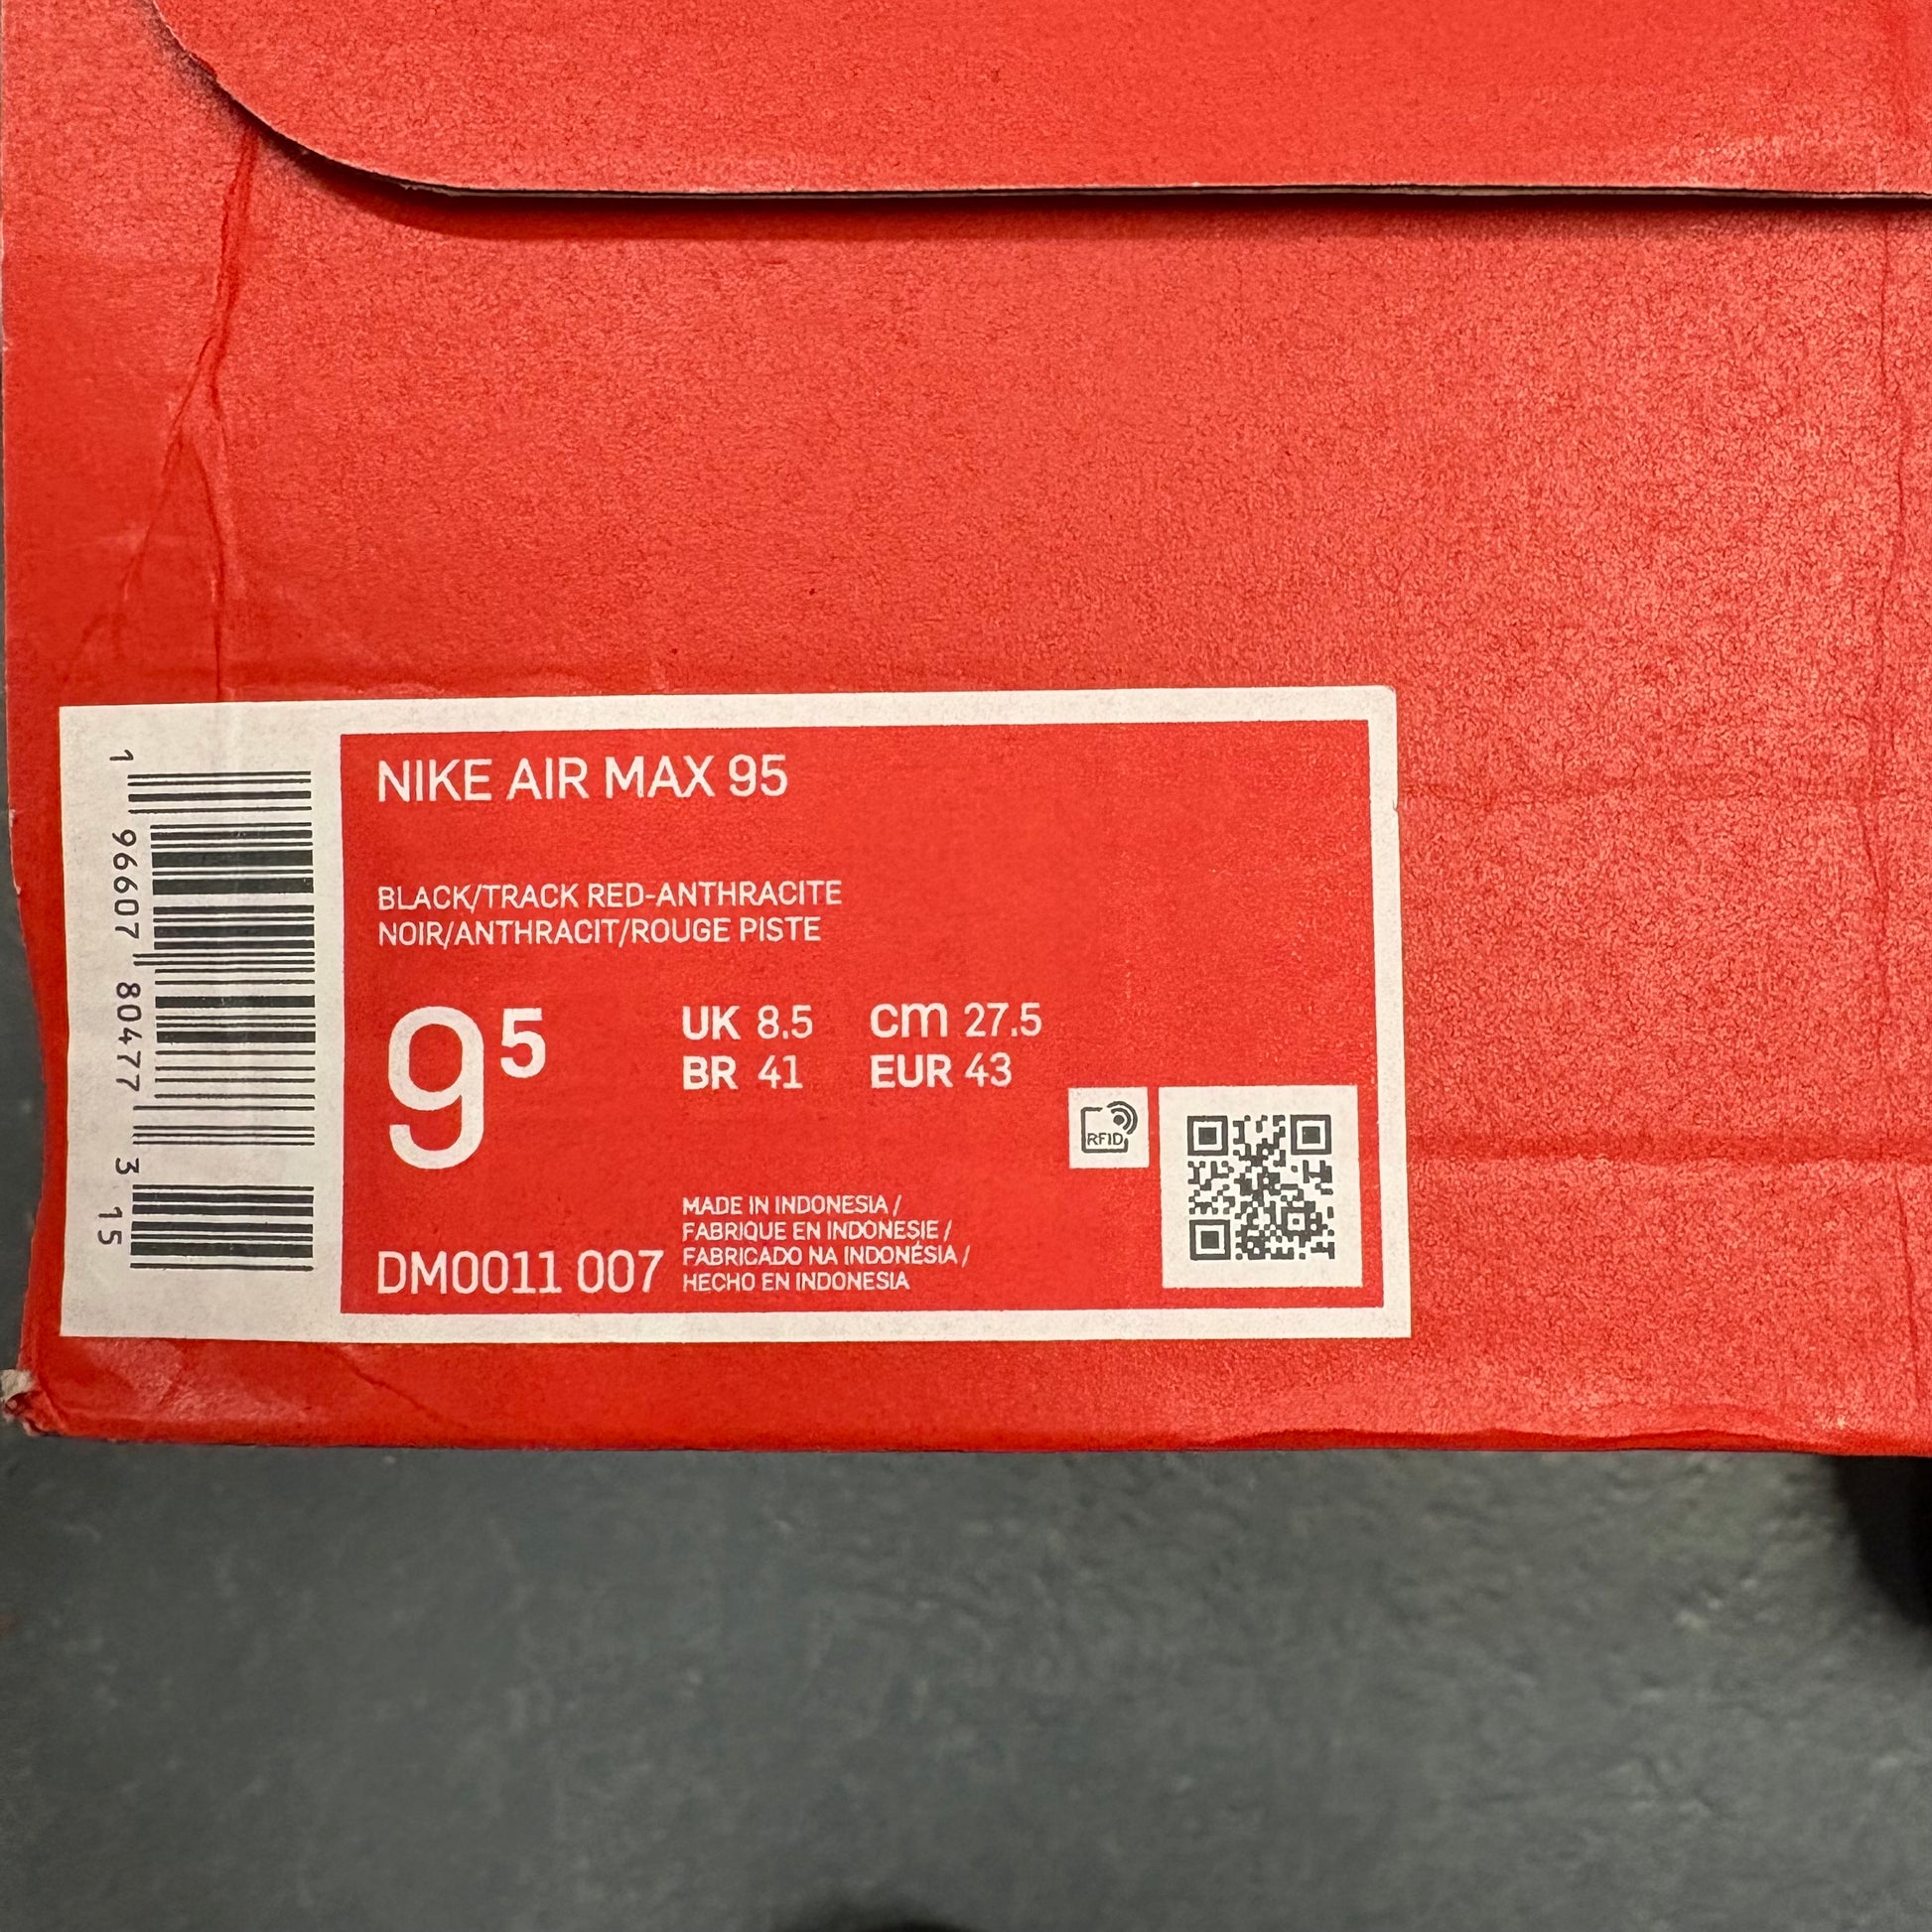 NIKE AIR MAX 95
BLACK/TRACK RED-ANTHRACITE
NOIR/ANTHRACIT/ROUGE PISTE
9 5
UK 8.5 cm 27.5
BR 41 EUR 43
RFID
MADE IN INDONESIA /
FABRIQUE EN INDONESIE /
FABRICADO NA INDONÉSIA /
HECHO EN INDONESIA
DM0011 007
1 96607 80477 3 15